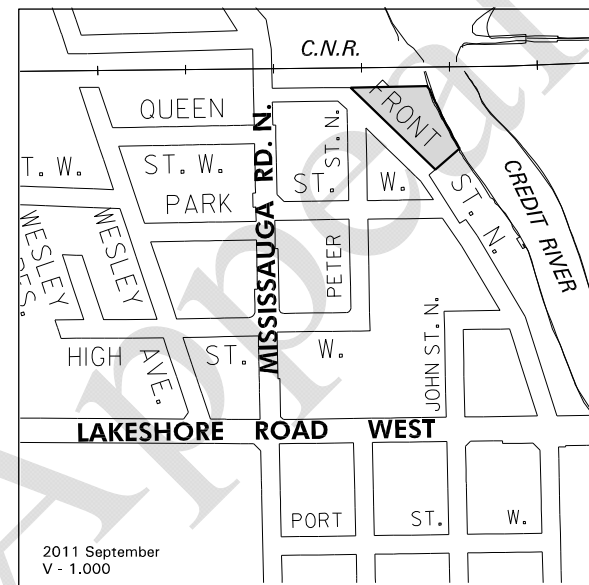 C.N.R.
QUEEN
ST. W.
T. W.
PARK
ST. W.
FRONT
ST. N.
CREDIT RIVER
MISSISSAUGA RD. N.
PETER ST. N.
WESLEY
WESLEY AVE.
HIGH
ST. W.
JOHN ST. N.
LAKESHORE ROAD WEST
PORT ST. W.
2011 September
V - 1.000
Appeal